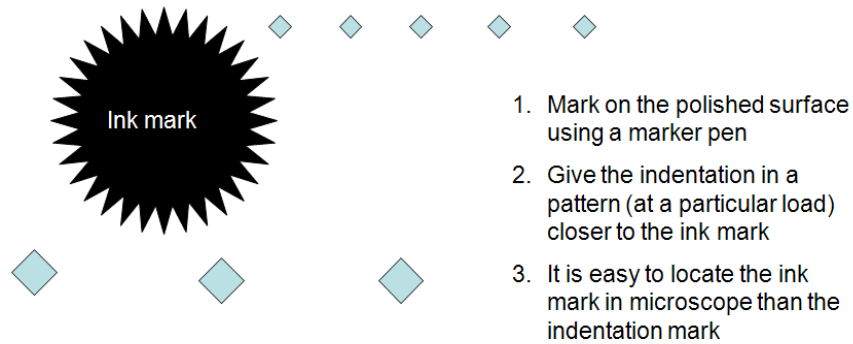 Ink mark
1. Mark on the polished surface
using a marker pen
2. Give the indentation in a
pattern (at a particular load)
closer to the ink mark
3. It is easy to locate the ink
mark in microscope than the
indentation mark